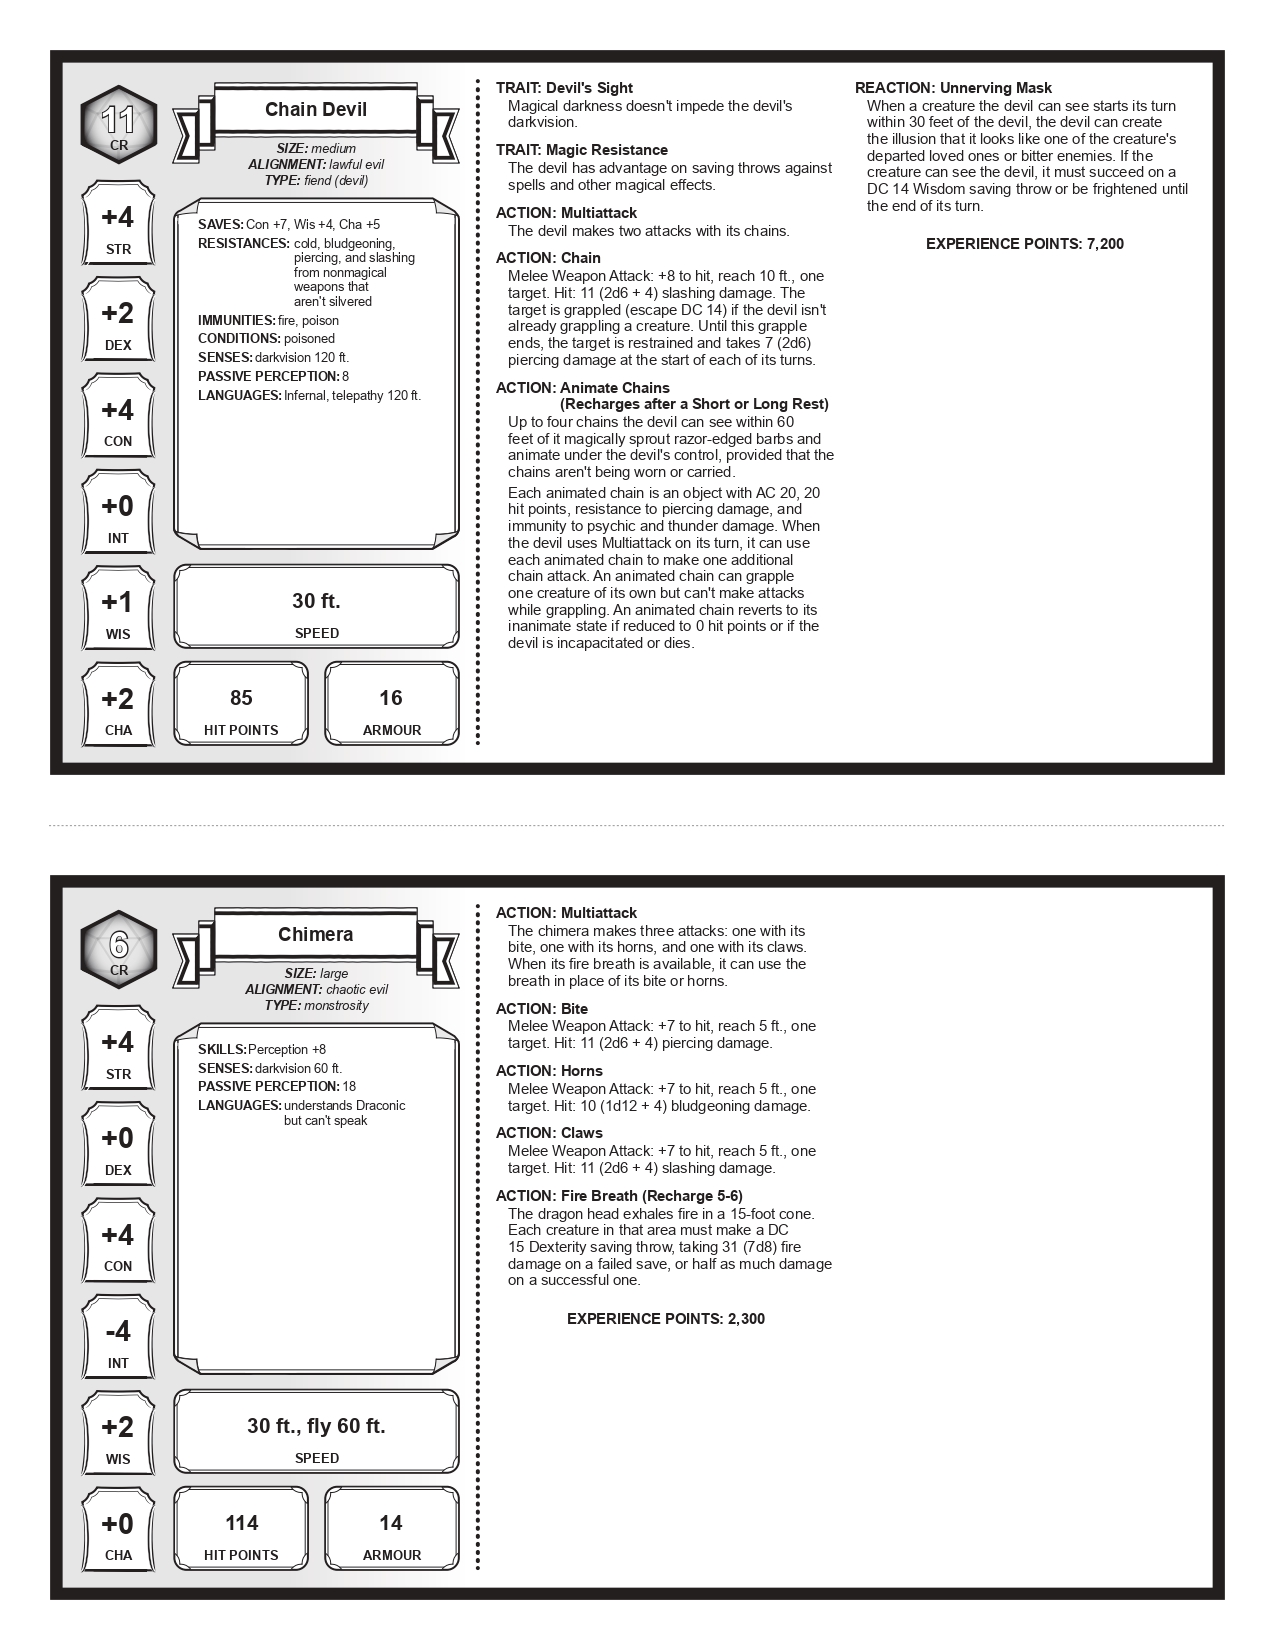 11
CR
Chain Devil
SIZE: medium
ALIGNMENT: lawful evil
TYPE: fiend (devil)
+4
STR
+2
DEX
+4
CON
+0
INT
+1
WIS
+2
CHA
SAVES: Con +7, Wis +4, Cha +5
RESISTANCES: cold, bludgeoning,
piercing, and slashing
from nonmagical
weapons that
aren't silvered
IMMUNITIES: fire, poison
CONDITIONS: poisoned
SENSES: darkvision 120 ft.
PASSIVE PERCEPTION: 8
LANGUAGES: Infernal, telepathy 120 ft.
30 ft.
SPEED
85
HIT POINTS
16
ARMOUR
TRAIT: Devil's Sight
Magical darkness doesn't impede the devil's
darkvision.
TRAIT: Magic Resistance
The devil has advantage on saving throws against
spells and other magical effects.
ACTION: Multiattack
The devil makes two attacks with its chains.
ACTION: Chain
Melee Weapon Attack: +8 to hit, reach 10 ft., one
target. Hit: 11 (2d6 + 4) slashing damage. The
target is grappled (escape DC 14) if the devil isn't
already grappling a creature. Until this grapple
ends, the target is restrained and takes 7 (2d6)
piercing damage at the start of each of its turns.
ACTION: Animate Chains
(Recharges after a Short or Long Rest)
Up to four chains the devil can see within 60
feet of it magically sprout razor-edged barbs and
animate under the devil's control, provided that the
chains aren't being worn or carried.
Each animated chain is an object with AC 20, 20
hit points, resistance to piercing damage, and
immunity to psychic and thunder damage. When
the devil uses Multiattack on its turn, it can use
each animated chain to make one additional
chain attack. An animated chain can grapple
one creature of its own but can't make attacks
while grappling. An animated chain reverts to its
inanimate state if reduced to 0 hit points or if the
devil is incapacitated or dies.
REACTION: Unnerving Mask
When a creature the devil can see starts its turn
within 30 feet of the devil, the devil can create
the illusion that it looks like one of the creature's
departed loved ones or bitter enemies. If the
creature can see the devil, it must succeed on a
DC 14 Wisdom saving throw or be frightened until
the end of its turn.
EXPERIENCE POINTS: 7,200
6
CR
Chimera
SIZE: large
ALIGNMENT: chaotic evil
TYPE: monstrosity
+4
STR
+0
DEX
+4
CON
-4
INT
+2
WIS
+0
CHA
SKILLS: Perception +8
SENSES: darkvision 60 ft.
PASSIVE PERCEPTION: 18
LANGUAGES: understands Draconic
but can't speak
30 ft., fly 60 ft.
SPEED
114
HIT POINTS
14
ARMOUR
ACTION: Multiattack
The chimera makes three attacks: one with its
bite, one with its horns, and one with its claws.
When its fire breath is available, it can use the
breath in place of its bite or horns.
ACTION: Bite
Melee Weapon Attack: +7 to hit, reach 5 ft., one
target. Hit: 11 (2d6 + 4) piercing damage.
ACTION: Horns
Melee Weapon Attack: +7 to hit, reach 5 ft., one
target. Hit: 10 (1d12 + 4) bludgeoning damage.
ACTION: Claws
Melee Weapon Attack: +7 to hit, reach 5 ft., one
target. Hit: 11 (2d6 + 4) slashing damage.
ACTION: Fire Breath (Recharge 5-6)
The dragon head exhales fire in a 15-foot cone.
Each creature in that area must make a DC
15 Dexterity saving throw, taking 31 (7d8) fire
damage on a failed save, or half as much damage
on a successful one.
EXPERIENCE POINTS: 2,300